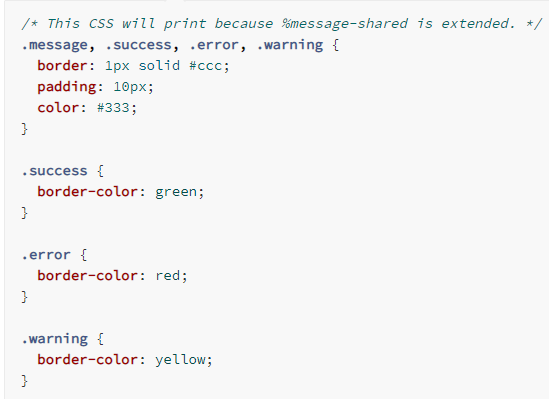 /* This CSS will print because %message-shared is extended. */
.message, .success, .error, .warning {
  border: 1px solid #ccc;
  padding: 10px;
  color: #333;
}

.success {
  border-color: green;
}

.error {
  border-color: red;
}

.warning {
  border-color: yellow;
}